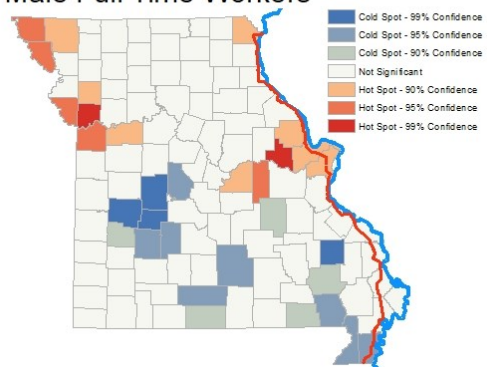 Male Full Time Workers
Cold Spot - 99% Confidence
Cold Spot - 95% Confidence
Cold Spot - 90% Confidence
Not Significant
Hot Spot - 90% Confidence
Hot Spot - 95% Confidence
Hot Spot - 99% Confidence